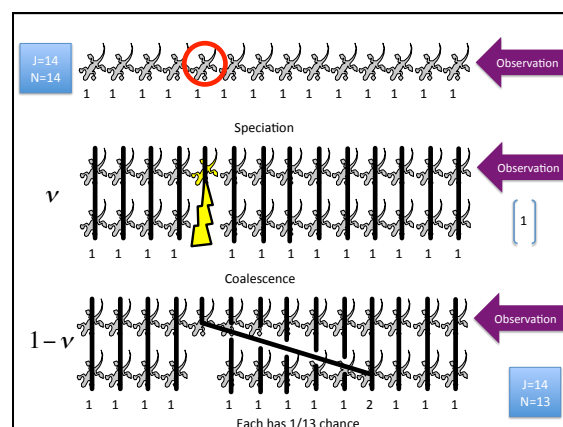 J=14
N=14
Observation
1 1 1 1 1 1 1 1 1 1 1 1 1 1
Speciation
Observation
ν
1
1 1 1 1 1 1 1 1 1 1 1 1 1
Coalescence
Observation
1−ν
J=14
N=13
1 1 1 1 1 1 1 1 1 2 1 1 1
Each has 1/13 chance